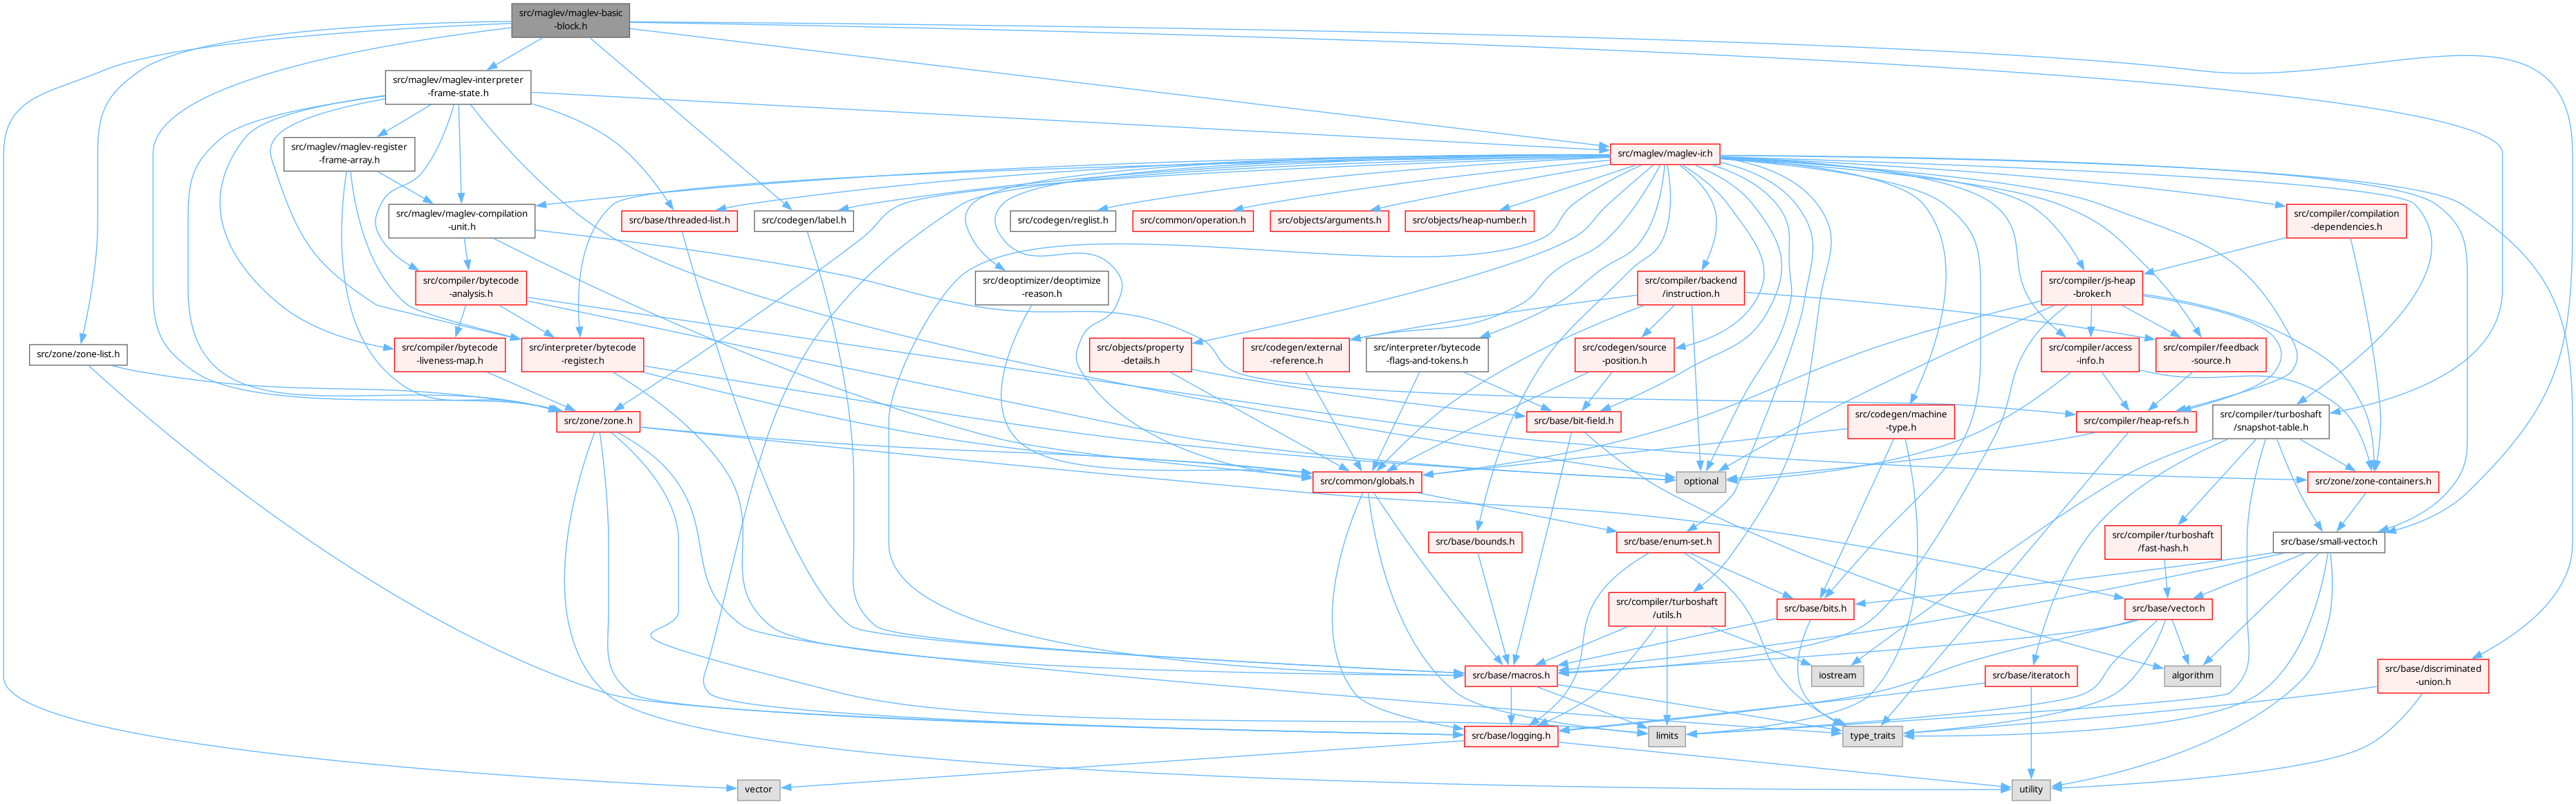 src/maglev/maglev-basic
-block.h
src/maglev/maglev-interpreter
-frame-state.h
src/maglev/maglev-register
-frame-array.h
src/maglev/maglev-ir.h
src/maglev/maglev-compilation
-unit.h
src/base/threaded-list.h
src/codegen/label.h
src/codegen/reglist.h
src/common/operation.h
src/objects/arguments.h
src/objects/heap-number.h
src/compiler/compilation
-dependencies.h
src/compiler/bytecode
-analysis.h
src/deoptimizer/deoptimize
-reason.h
src/compiler/backend
/instruction.h
src/compiler/js-heap
-broker.h
src/zone/zone-list.h
src/compiler/bytecode
-liveness-map.h
src/interpreter/bytecode
-register.h
src/objects/property
-details.h
src/codegen/external
-reference.h
src/interpreter/bytecode
-flags-and-tokens.h
src/codegen/source
-position.h
src/compiler/access
-info.h
src/compiler/feedback
-source.h
src/zone/zone.h
src/base/bit-field.h
src/codegen/machine
-type.h
src/compiler/heap-refs.h
src/compiler/turboshaft
/snapshot-table.h
src/common/globals.h
optional
src/zone/zone-containers.h
src/base/bounds.h
src/base/enum-set.h
src/compiler/turboshaft
/fast-hash.h
src/base/small-vector.h
src/compiler/turboshaft
/utils.h
src/base/bits.h
src/base/vector.h
src/base/macros.h
iostream
src/base/iterator.h
algorithm
src/base/discriminated
-union.h
src/base/logging.h
limits
type_traits
vector
utility